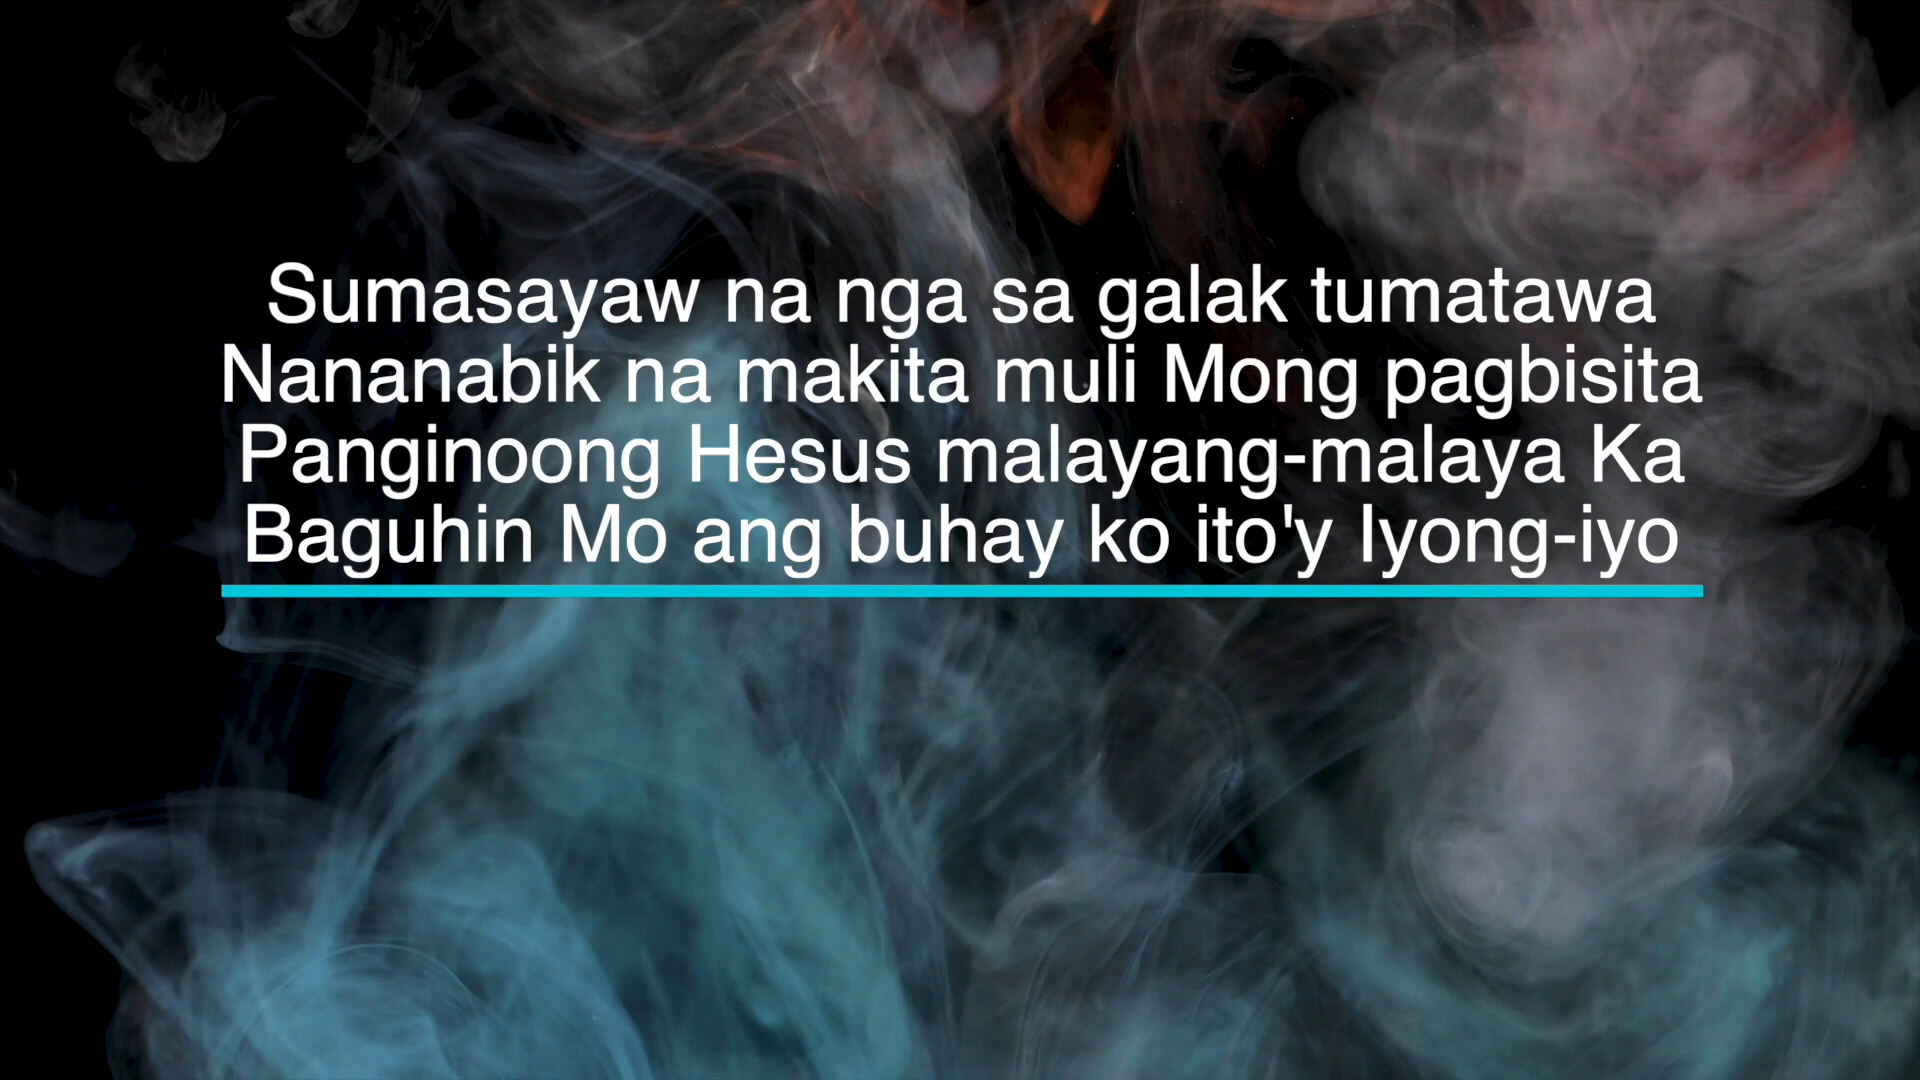 Sumasayaw na nga sa galak tumatawa
Nananabik na makita muli Mong pagbisita
Panginoong Hesus malayang-malaya Ka
Baguhin Mo ang buhay ko ito'y Iyong-iyo